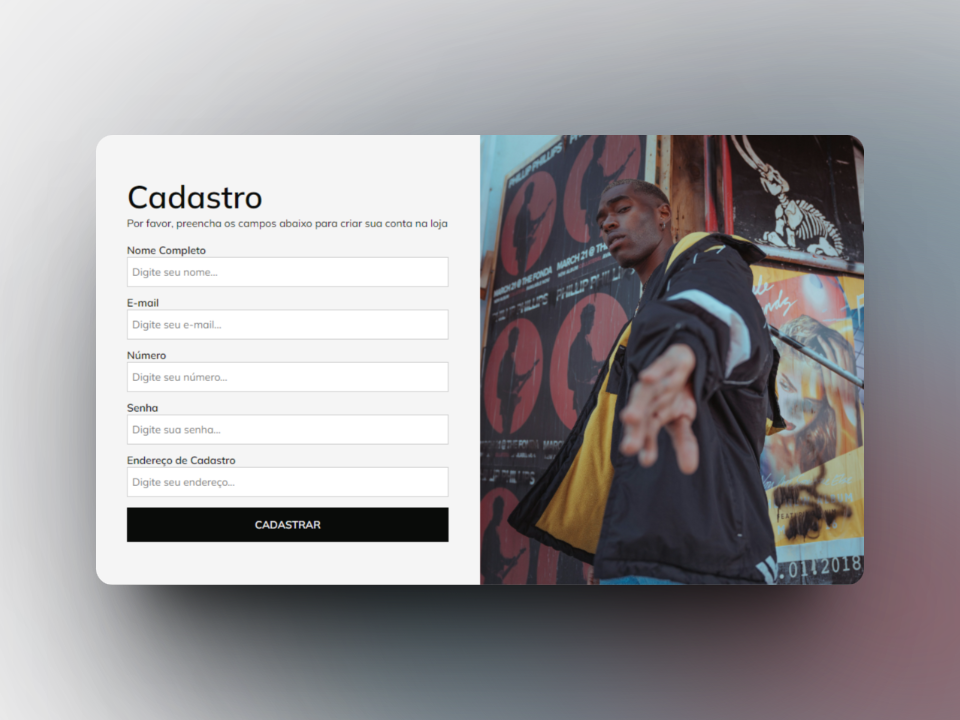 Cadastro
Por favor, preencha os campos abaixo para criar sua conta na loja
Nome Completo
Digite seu nome...
E-mail
Digite seu e-mail...
Número
Digite seu número...
Senha
Digite sua senha...
Endereço de Cadastro
Digite seu endereço...
CADASTRAR
PHILLIP PHILLIPS
MARCH 21 @ THE FONDA
MARCH 21 @ THE
PHILLIP PHILLIPS
.01.2018